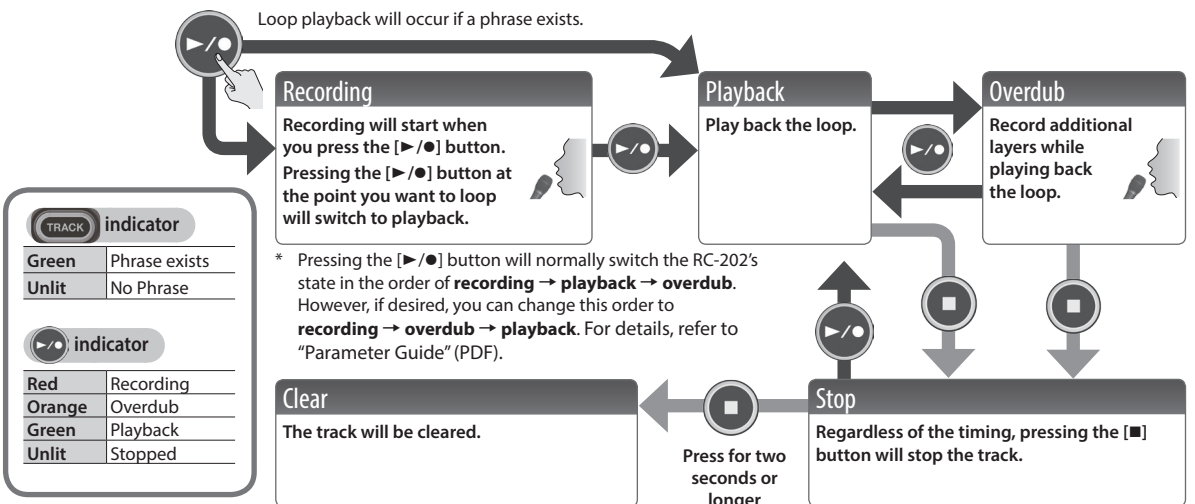 Loop playback will occur if a phrase exists.
Recording
Recording will start when
you press the [►/●] button.
Pressing the [►/●] button at
the point you want to loop
will switch to playback.
Playback
Play back the loop.
Overdub
Record additional
layers while
playing back
the loop.
TRACK indicator
Green Phrase exists
Unlit No Phrase
►/● indicator
Red Recording
Orange Overdub
Green Playback
Unlit Stopped
* Pressing the [►/●] button will normally switch the RC-202’s
state in the order of recording → playback → overdub.
However, if desired, you can change this order to
recording → overdub → playback. For details, refer to
“Parameter Guide” (PDF).
Clear
The track will be cleared.
Press for two
seconds or
longer
Stop
Regardless of the timing, pressing the [■]
button will stop the track.